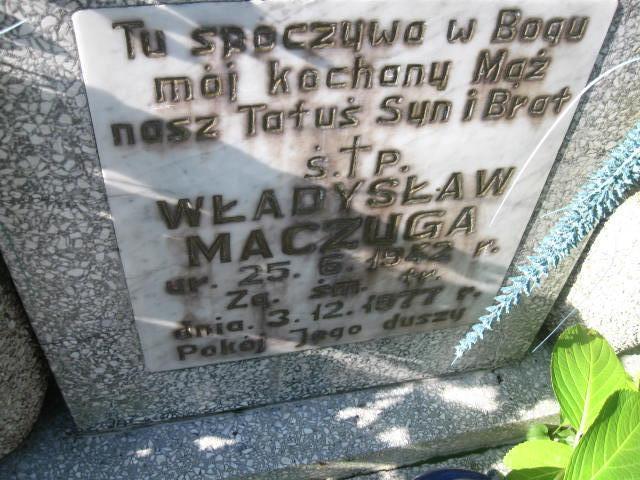 Tu spoczywa w Bogu
mój kochany Mąż
nasz Tatuś Syn i Brat
ś.†p.
WŁADYSŁAW
MACZUGA
ur. 25. 6. 1942 r.
Zg. śm. tr.
dnia. 3.12.1977 r.
Pokój Jego duszy